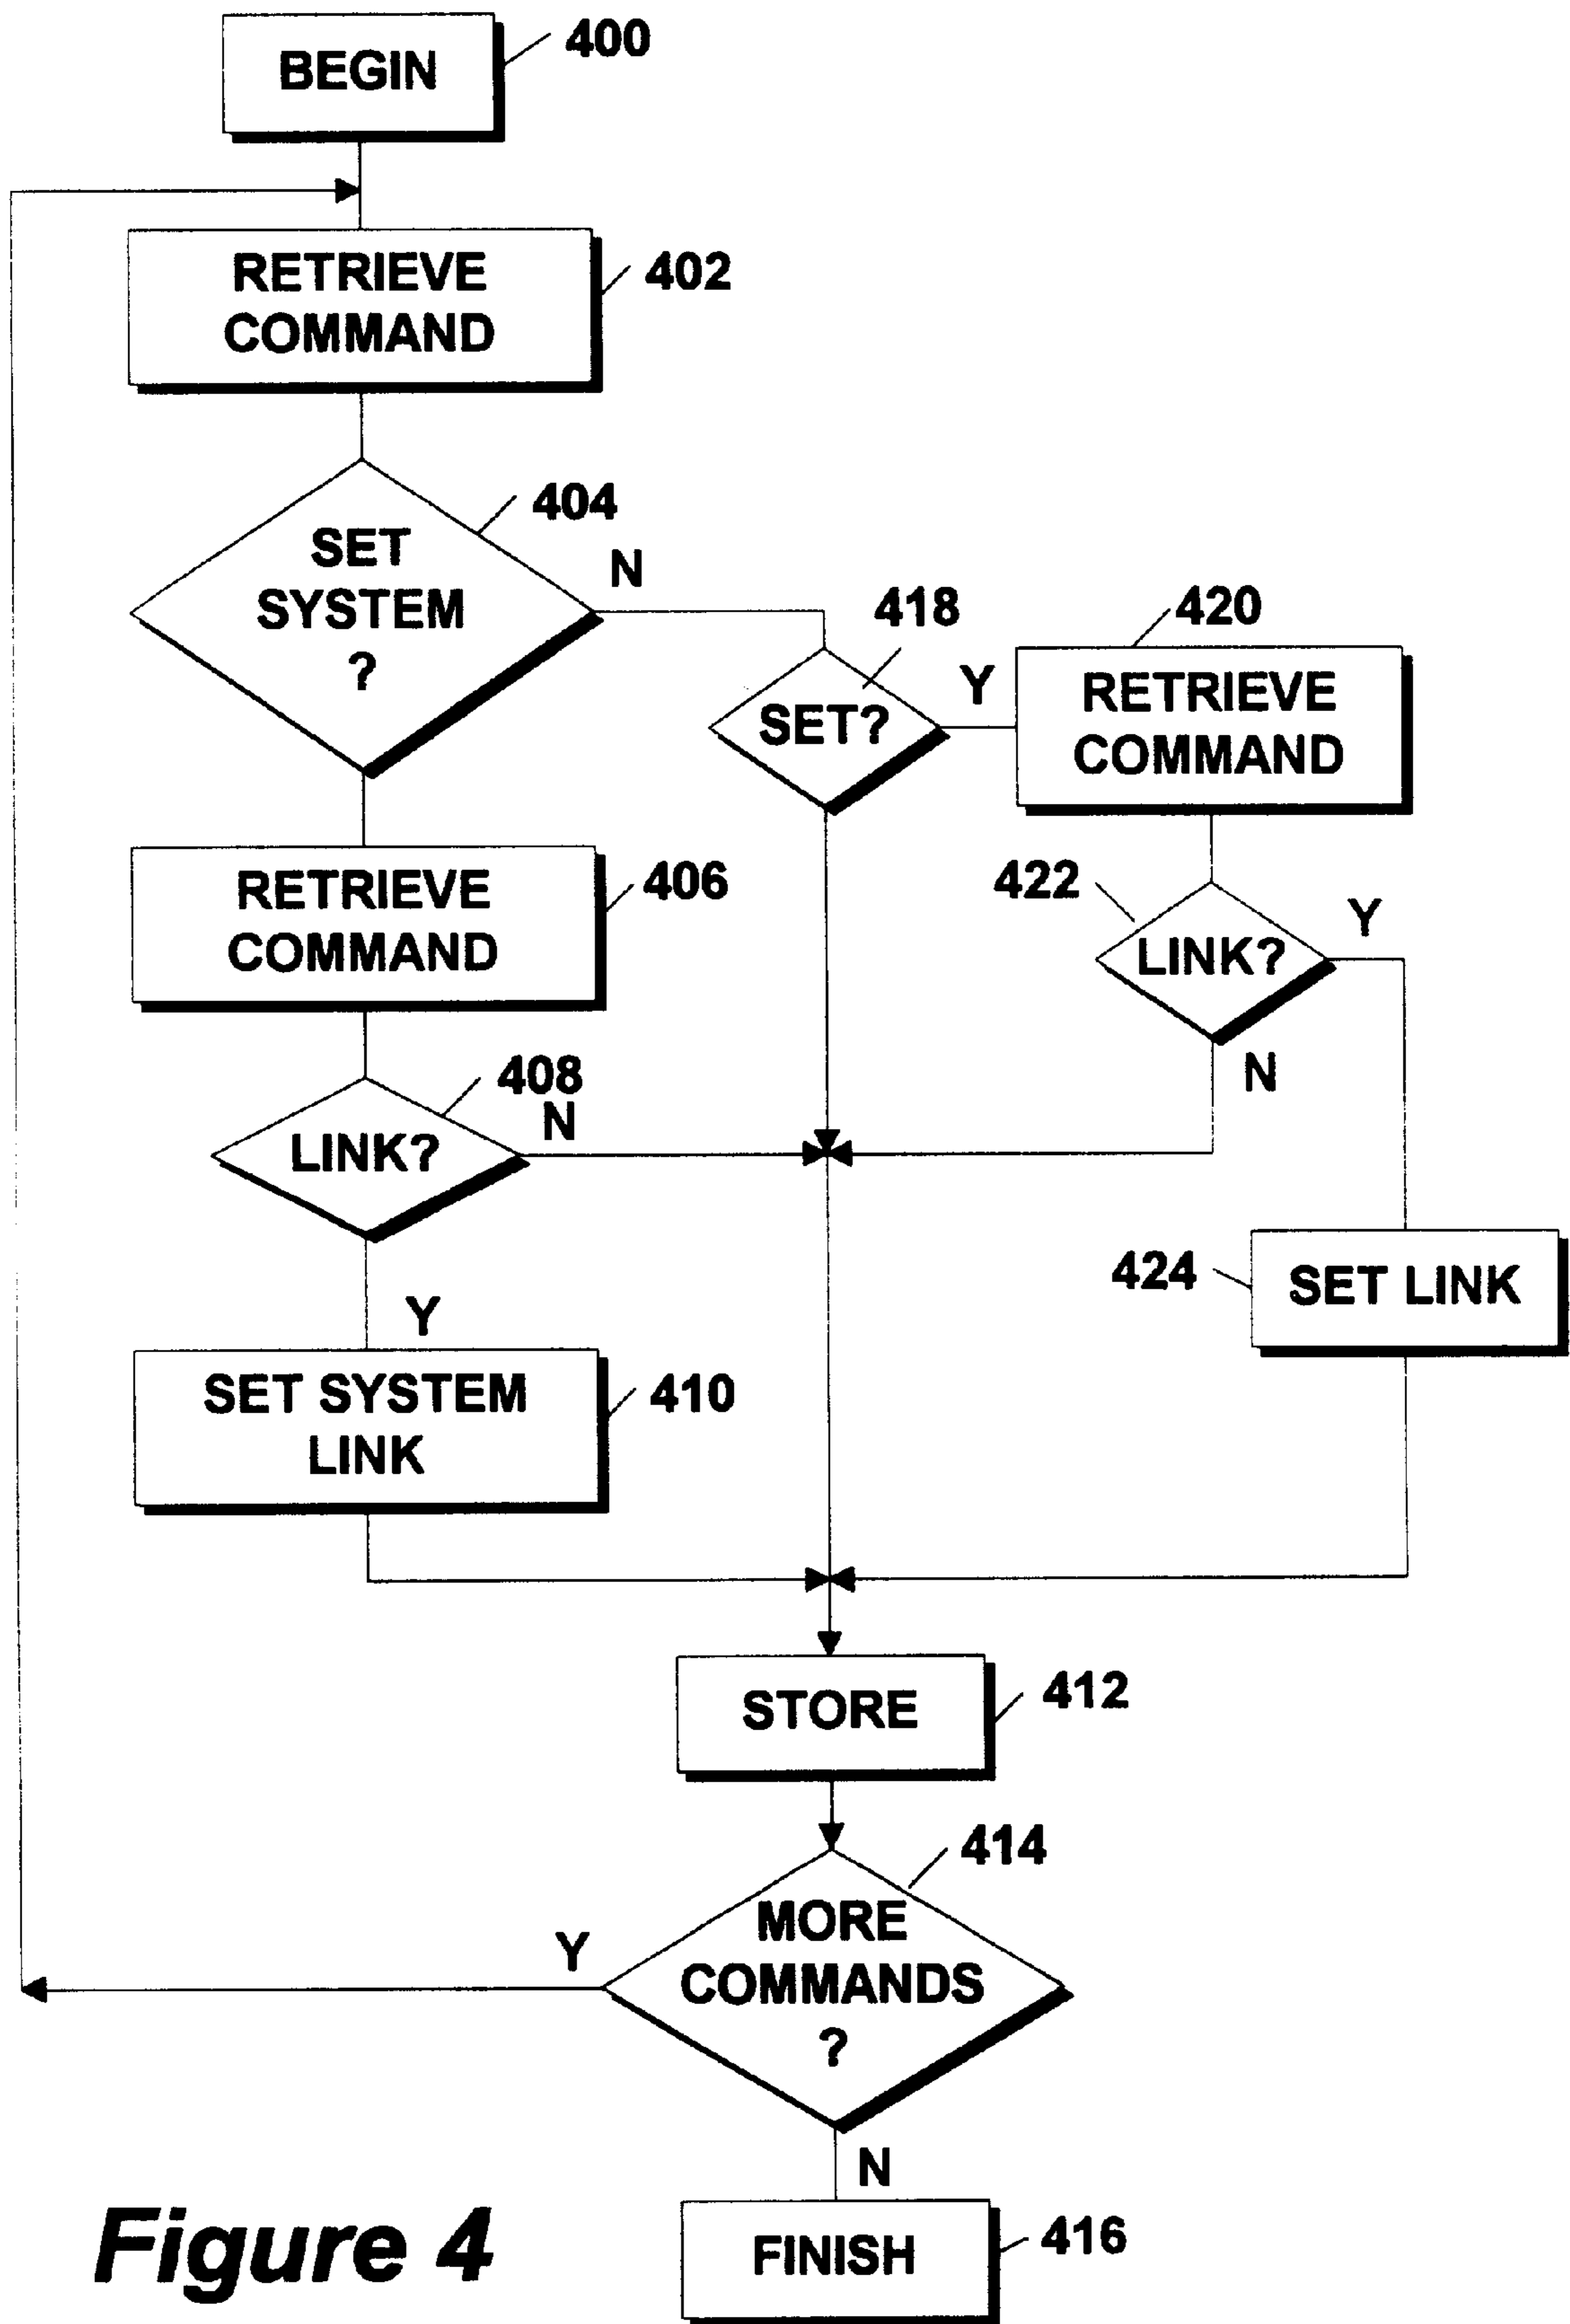 BEGIN
400
RETRIEVE
COMMAND
402
SET
SYSTEM
?
404
N
418
SET?
Y
420
RETRIEVE
COMMAND
RETRIEVE
COMMAND
406
422
LINK?
Y
N
408
LINK?
N
Y
424
SET LINK
SET SYSTEM
LINK
410
STORE
412
414
MORE
COMMANDS
?
Y
N
FINISH
416
Figure 4